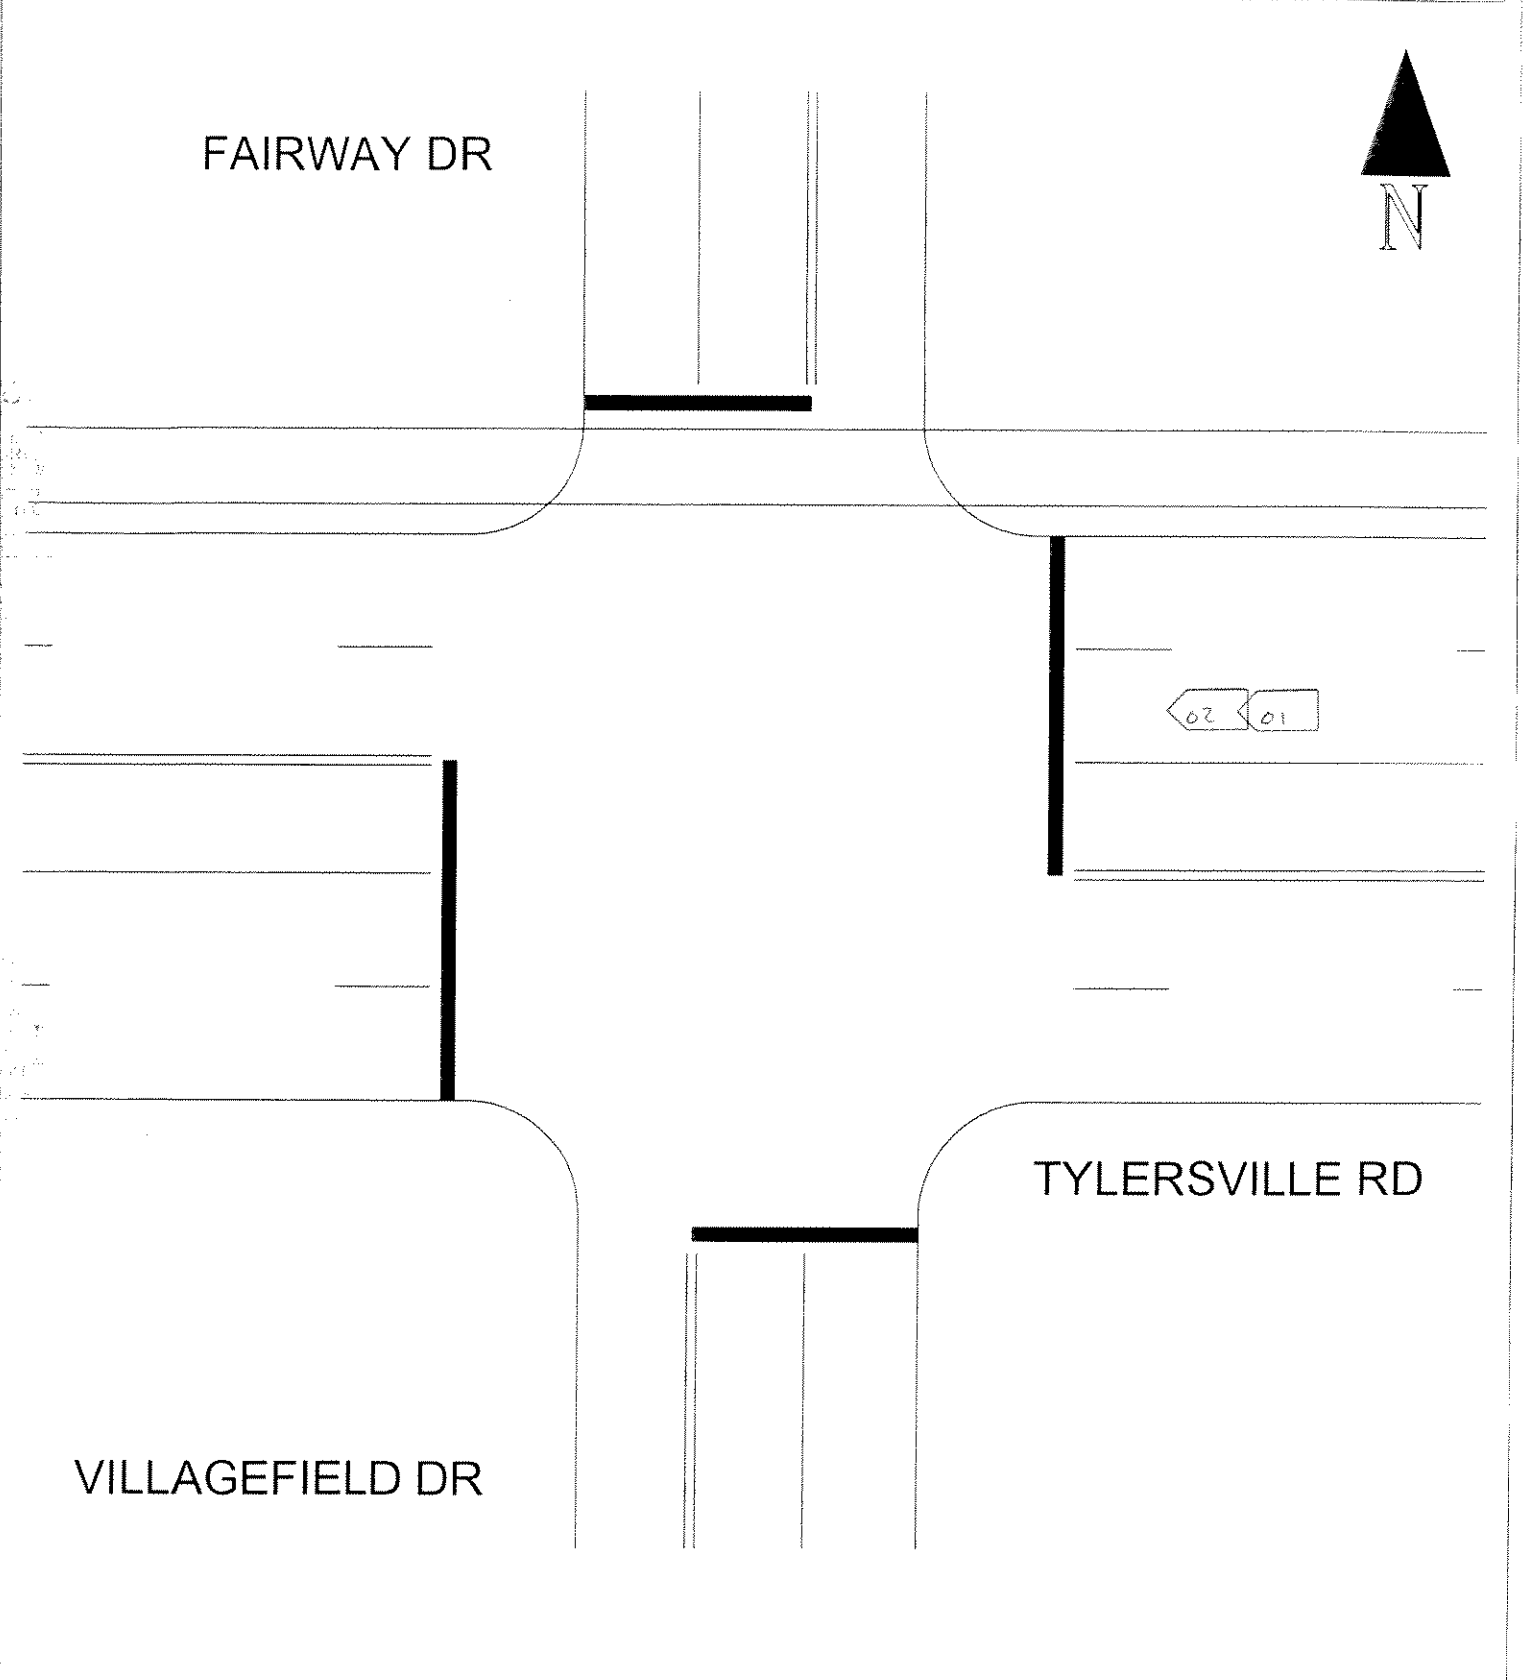 FAIRWAY DR
N
02 01
TYLERSVILLE RD
VILLAGEFIELD DR